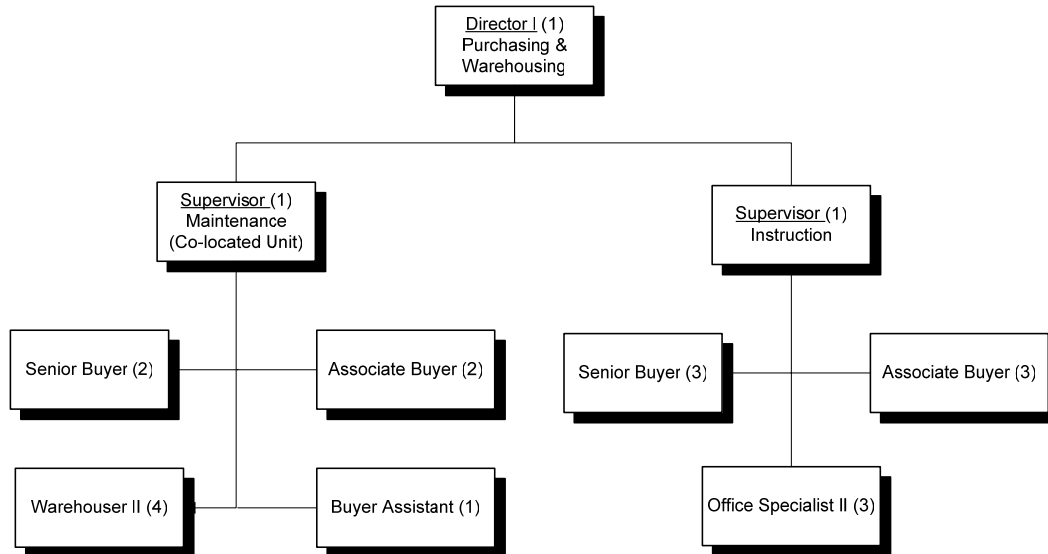 Director I (1)
Purchasing &
Warehousing
Supervisor (1)
Maintenance
(Co-located Unit)
Supervisor (1)
Instruction
Senior Buyer (2)
Associate Buyer (2)
Senior Buyer (3)
Associate Buyer (3)
Warehouser II (4)
Buyer Assistant (1)
Office Specialist II (3)